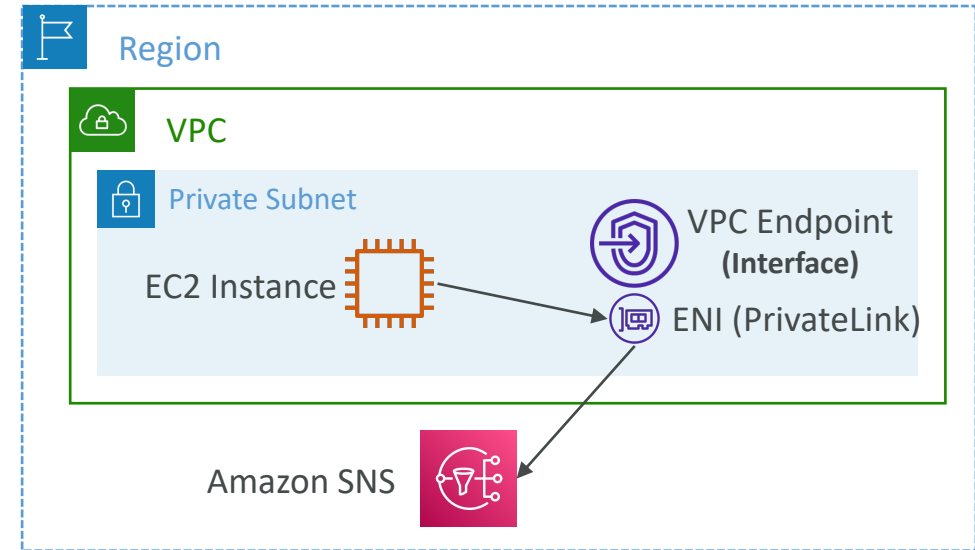 Region
VPC
Private Subnet
VPC Endpoint
(Interface)
EC2 Instance
ENI (PrivateLink)
Amazon SNS